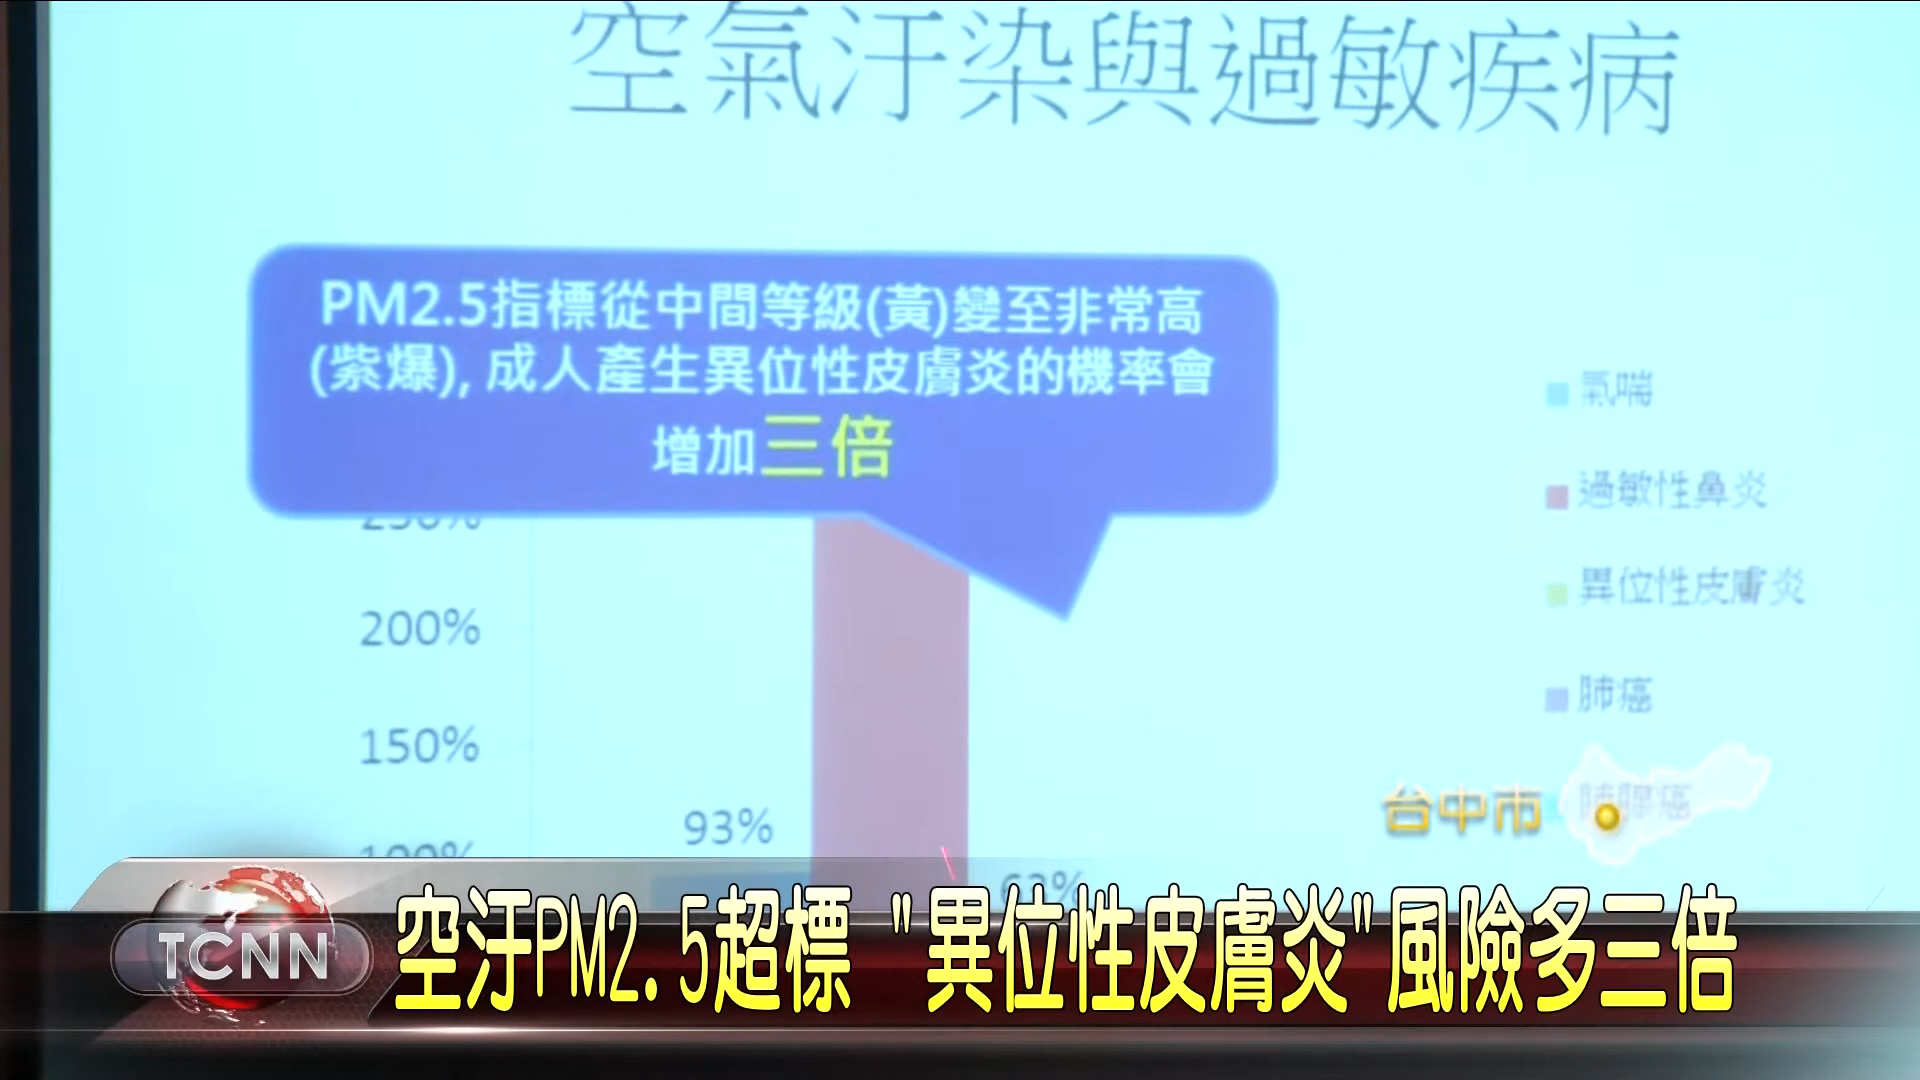 空氣汙染與過敏疾病
PM2.5指標從中間等級(黃)變至非常高
(紫爆), 成人產生異位性皮膚炎的機率會
增加三倍
250%
200%
150%
100%
93%
63%
氣喘
過敏性鼻炎
異位性皮膚炎
肺癌
台中市
TCNN
空汙PM2.5超標 "異位性皮膚炎"風險多三倍